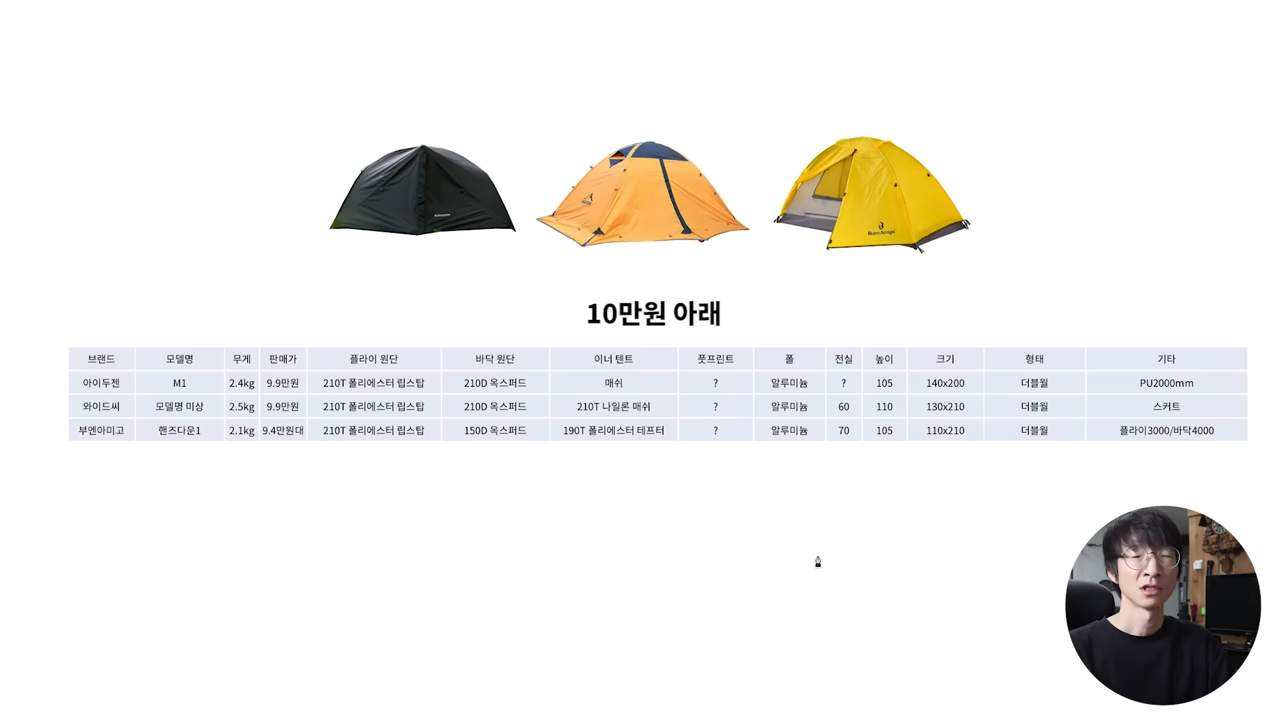 Buen Amigo
10만원 아래
브랜드 모델명 무게 판매가 플라이 원단 바닥 원단 이너 텐트 풋프린트 폴 전실 높이 크기 형태 기타
아이두젠 M1 2.4kg 9.9만원 210T 폴리에스터 립스탑 210D 옥스퍼드 매쉬 ? 알루미늄 ? 105 140x200 더블월 PU2000mm
와이드씨 모델명 미상 2.5kg 9.9만원 210T 폴리에스터 립스탑 210D 옥스퍼드 210T 나일론 매쉬 ? 알루미늄 60 110 130x210 더블월 스커트
부엔아미고 핸즈다운1 2.1kg 9.4만원대 210T 폴리에스터 립스탑 150D 옥스퍼드 190T 폴리에스터 테프터 ? 알루미늄 70 105 110x210 더블월 플라이3000/바닥4000